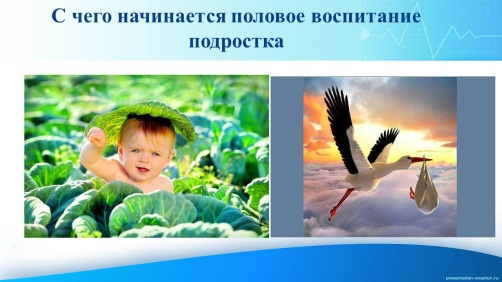 С чего начинается половое воспитание
подростка
presentation-creation.ru